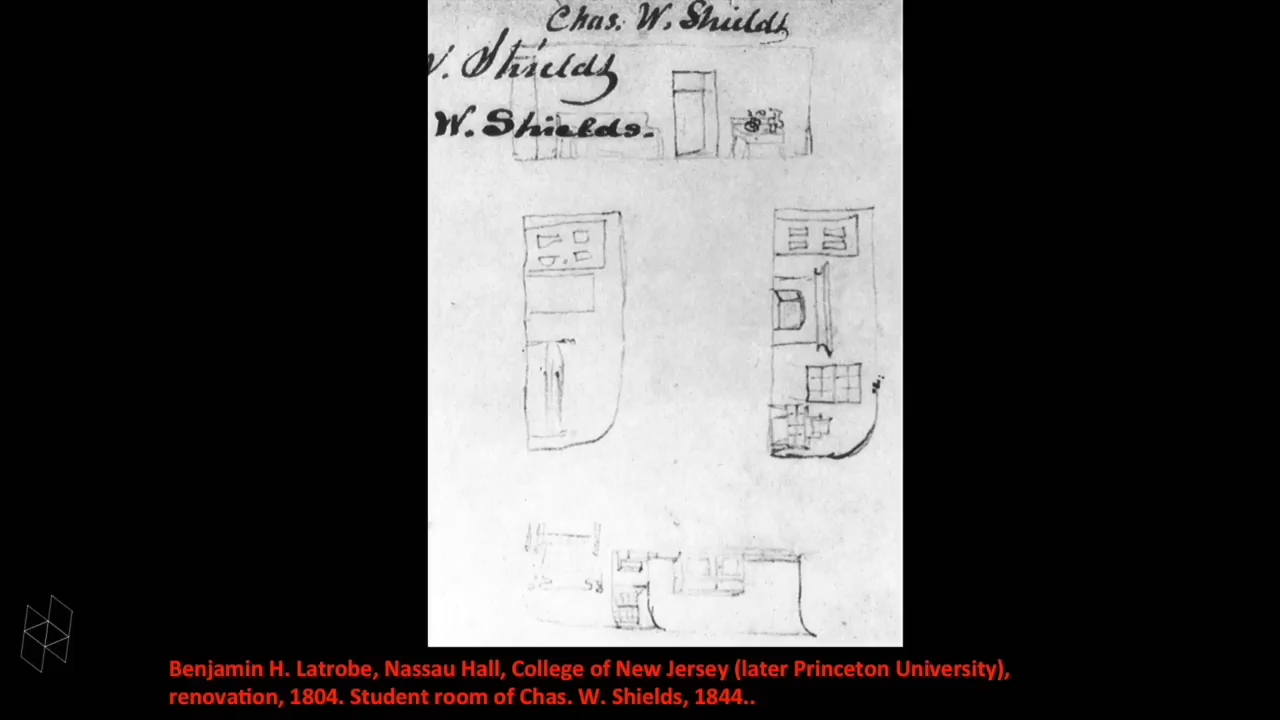 Chas. W. Shields
W. Shields
W. Shields.
Benjamin H. Latrobe, Nassau Hall, College of New Jersey (later Princeton University),
renovation, 1804. Student room of Chas. W. Shields, 1844..